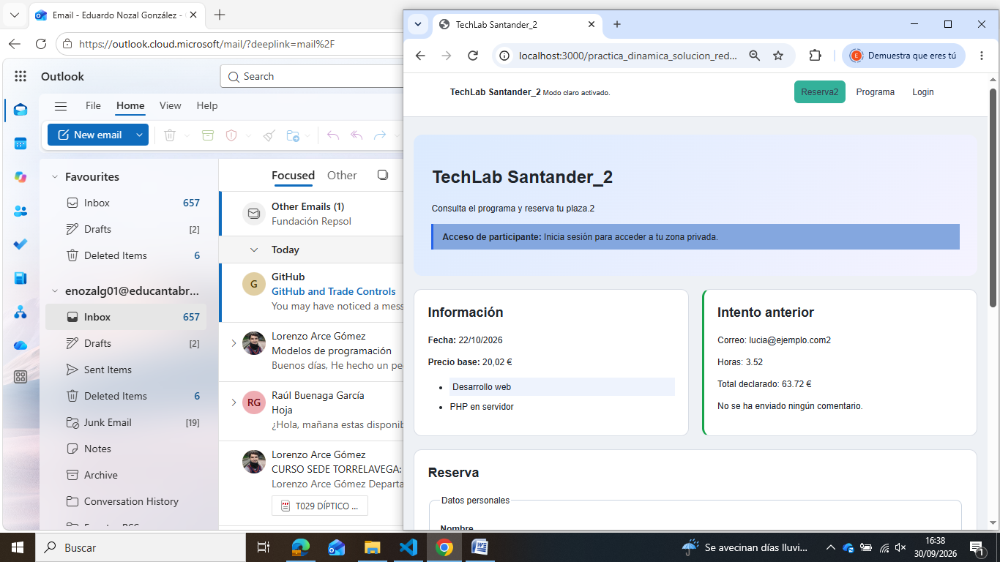 Email - Eduardo Nozal González -
https://outlook.cloud.microsoft/mail/?deeplink=mail%2F
Outlook
Search
File
Home
View
Help
New email
Favourites
Inbox
657
Drafts
[2]
Deleted Items
6
enozalg01@educantabr...
Inbox
657
Drafts
[2]
Sent Items
Deleted Items
6
Junk Email
[19]
Notes
Archive
Conversation History
Focused
Other
Other Emails (1)
Fundación Repsol
Today
G
GitHub
GitHub and Trade Controls
You may have noticed a mess
Lorenzo Arce Gómez
Modelos de programación
Buenos días, He hecho un pe
RG
Raúl Buenaga García
Hoja
¿Hola, mañana estas disponib
Lorenzo Arce Gómez
CURSO SEDE TORRELAVEGA:
Lorenzo Arce Gómez Departa
T029 DÍPTICO ...
TechLab Santander_2
localhost:3000/practica_dinamica_solucion_red...
E
Demuestra que eres tú
TechLab Santander_2 Modo claro activado.
Reserva2
Programa
Login
TechLab Santander_2
Consulta el programa y reserva tu plaza.2
Acceso de participante: Inicia sesión para acceder a tu zona privada.
Información
Fecha: 22/10/2026
Precio base: 20,02 €
Desarrollo web
PHP en servidor
Intento anterior
Correo: lucia@ejemplo.com2
Horas: 3.52
Total declarado: 63.72 €
No se ha enviado ningún comentario.
Reserva
Datos personales
Nombre
Buscar
Se avecinan días lluvi...
16:38
30/09/2026
1